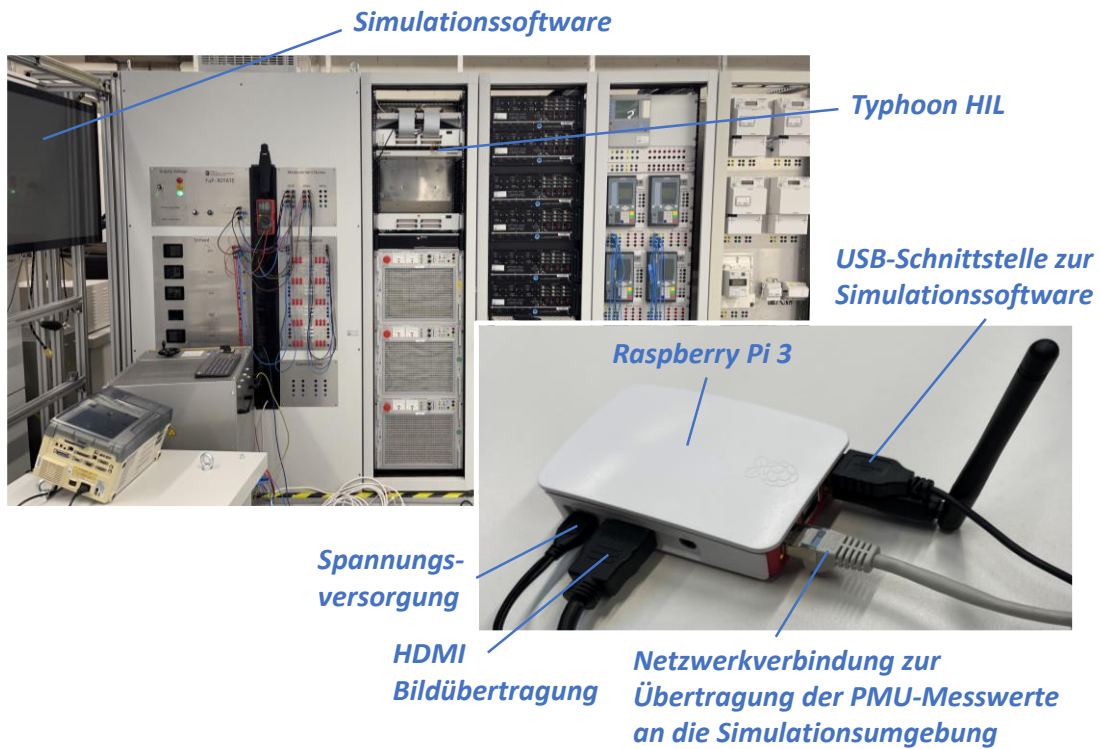 Simulationssoftware
Typhoon HIL
USB-Schnittstelle zur
Simulationssoftware
Raspberry Pi 3
Spannungs-
versorgung
HDMI
Bildübertragung
Netzwerkverbindung zur
Übertragung der PMU-Messwerte
an die Simulationsumgebung